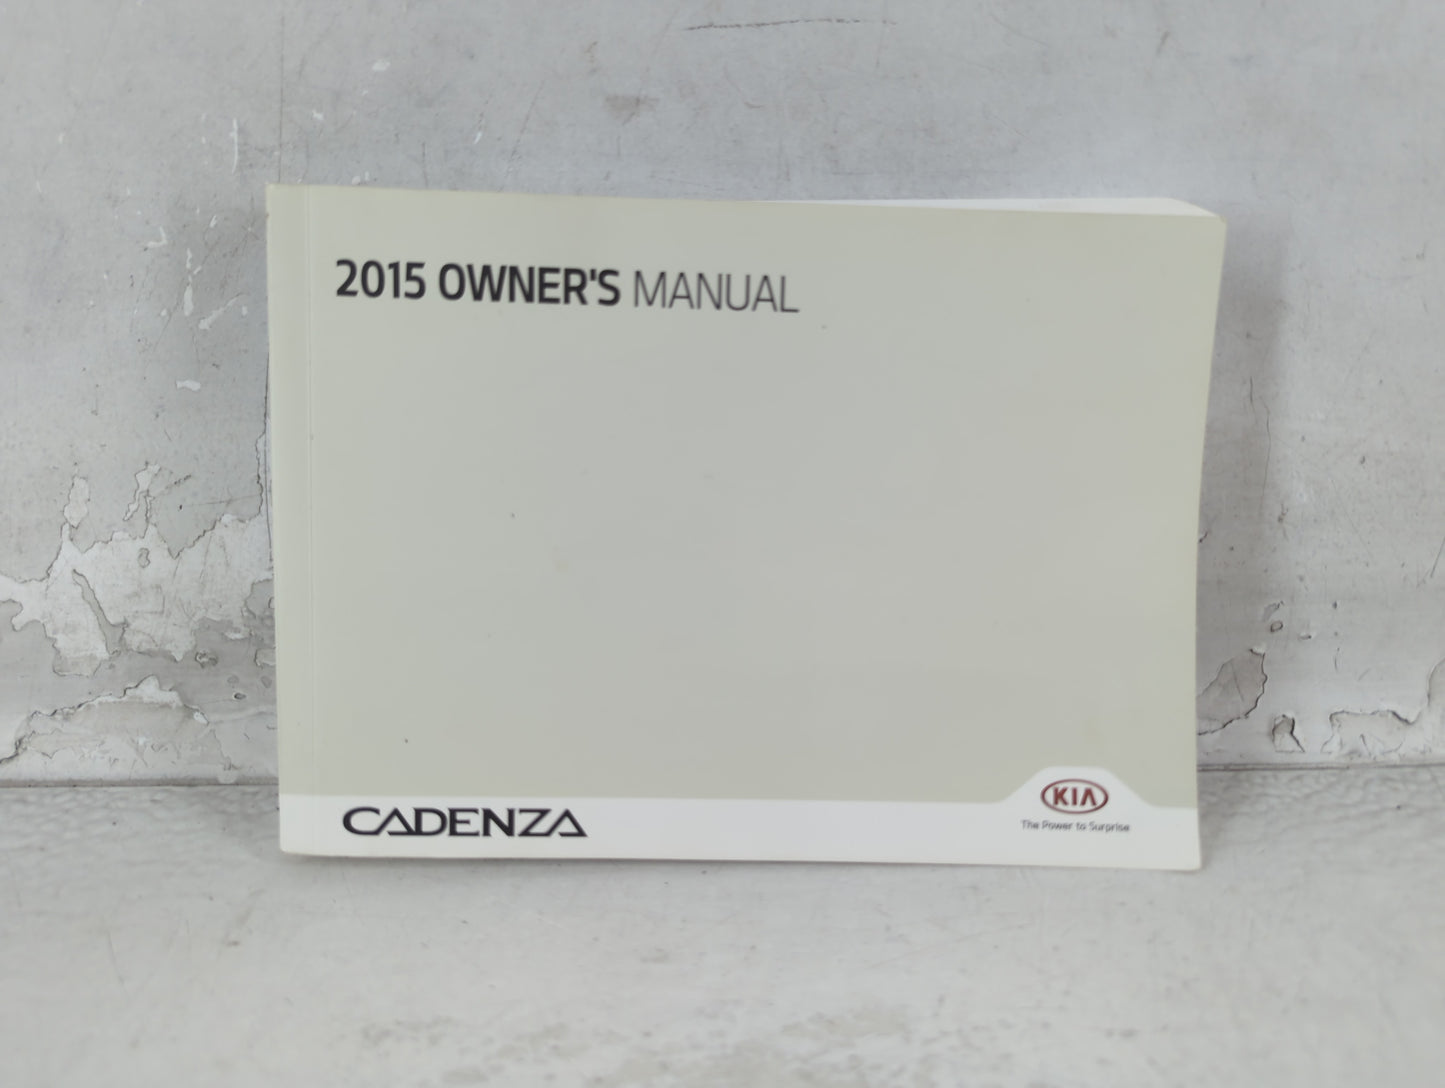 2015 OWNER'S MANUAL
CADENZA
KIA
The Power to Surprise